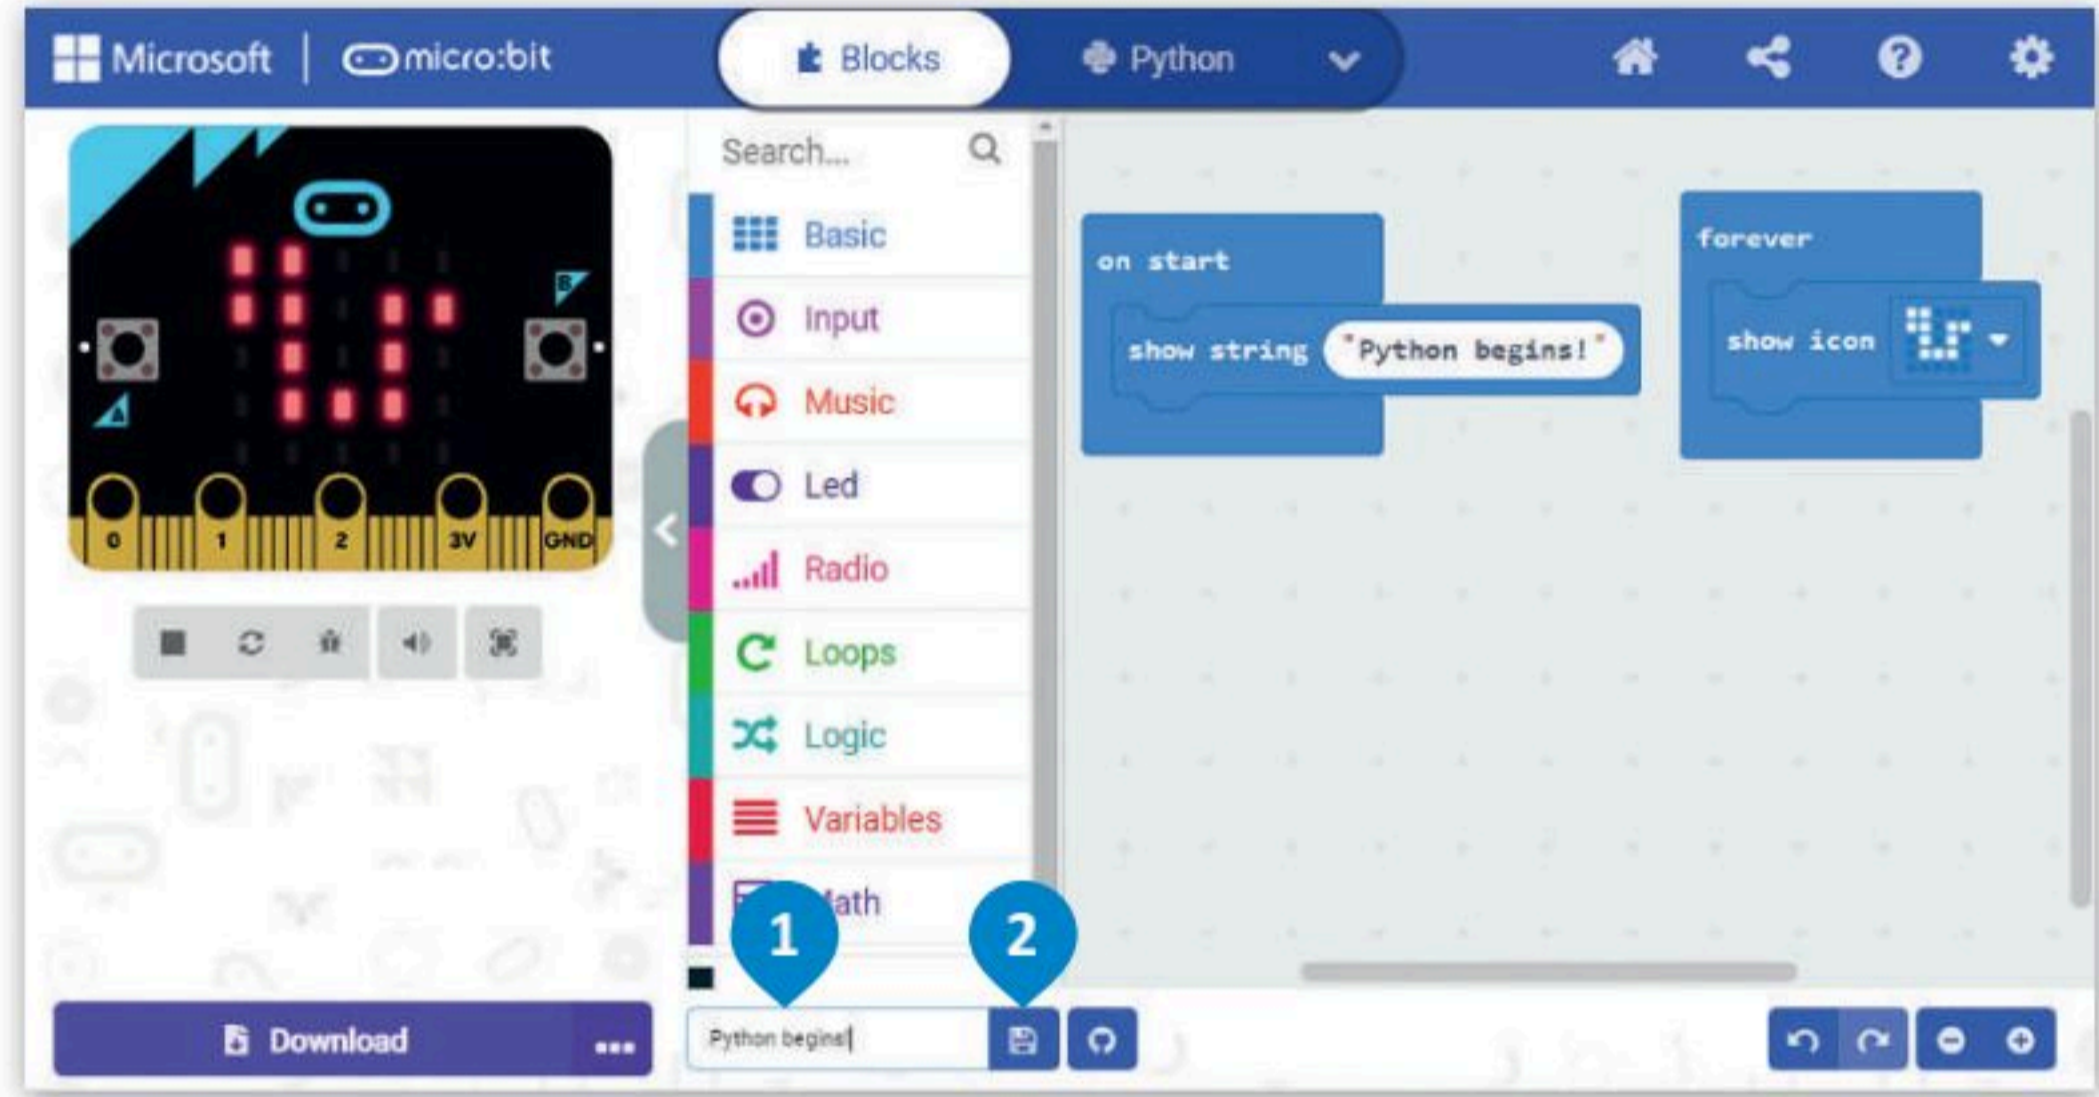 Microsoft | micro:bit
Blocks
Python
Search...
Basic
Input
Music
Led
Radio
Loops
Logic
Variables
ath
on start
show string "Python begins!"
forever
show icon
B
A
0 1 2 3V GND
1
2
Download
Python begins!